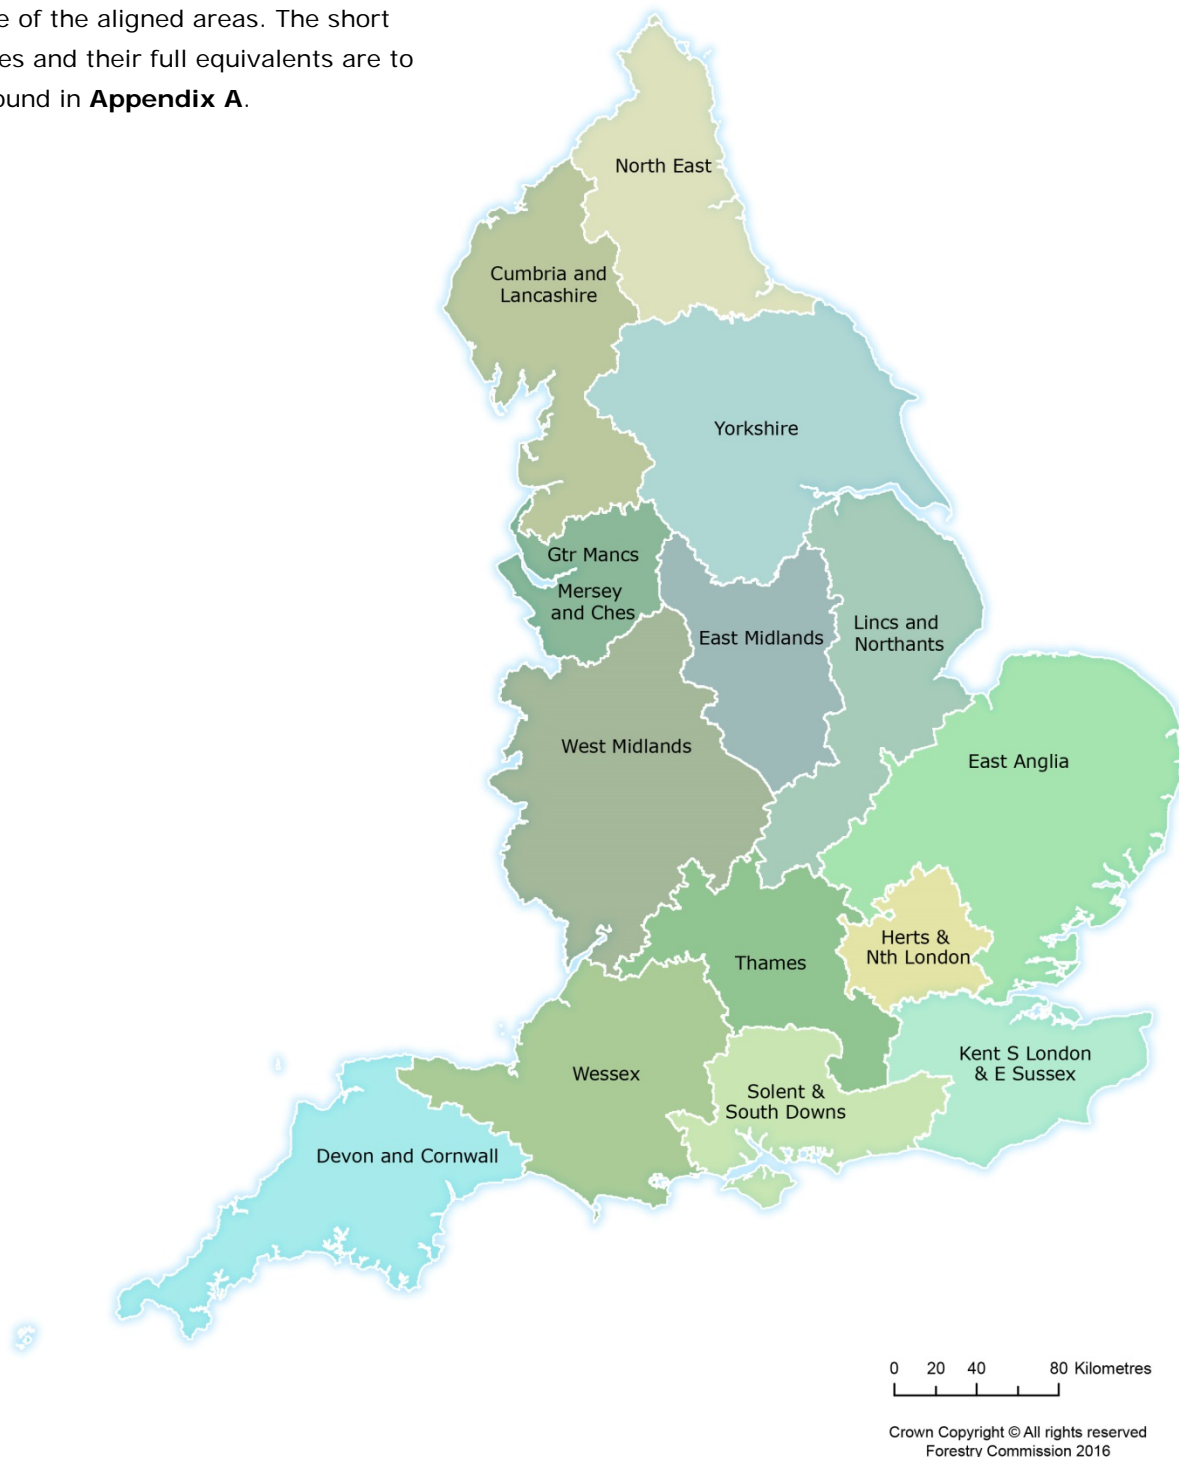 e of the aligned areas. The short
es and their full equivalents are to
ound in Appendix A.
North East
Cumbria and
Lancashire
Yorkshire
Gtr Mancs
Mersey
and Ches
East Midlands
Lincs and
Northants
West Midlands
East Anglia
Herts &
Nth London
Thames
Kent S London
& E Sussex
Wessex
Solent &
South Downs
Devon and Cornwall
0 20 40 80 Kilometres
Crown Copyright © All rights reserved
Forestry Commission 2016